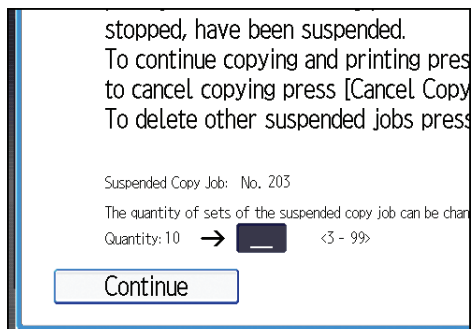 stopped, have been suspended.
To continue copying and printing pres
to cancel copying press [Cancel Copy
To delete other suspended jobs press
Suspended Copy Job: No. 203
The quantity of sets of the suspended copy job can be chan
Quantity: 10 → __ <3 - 99>
Continue